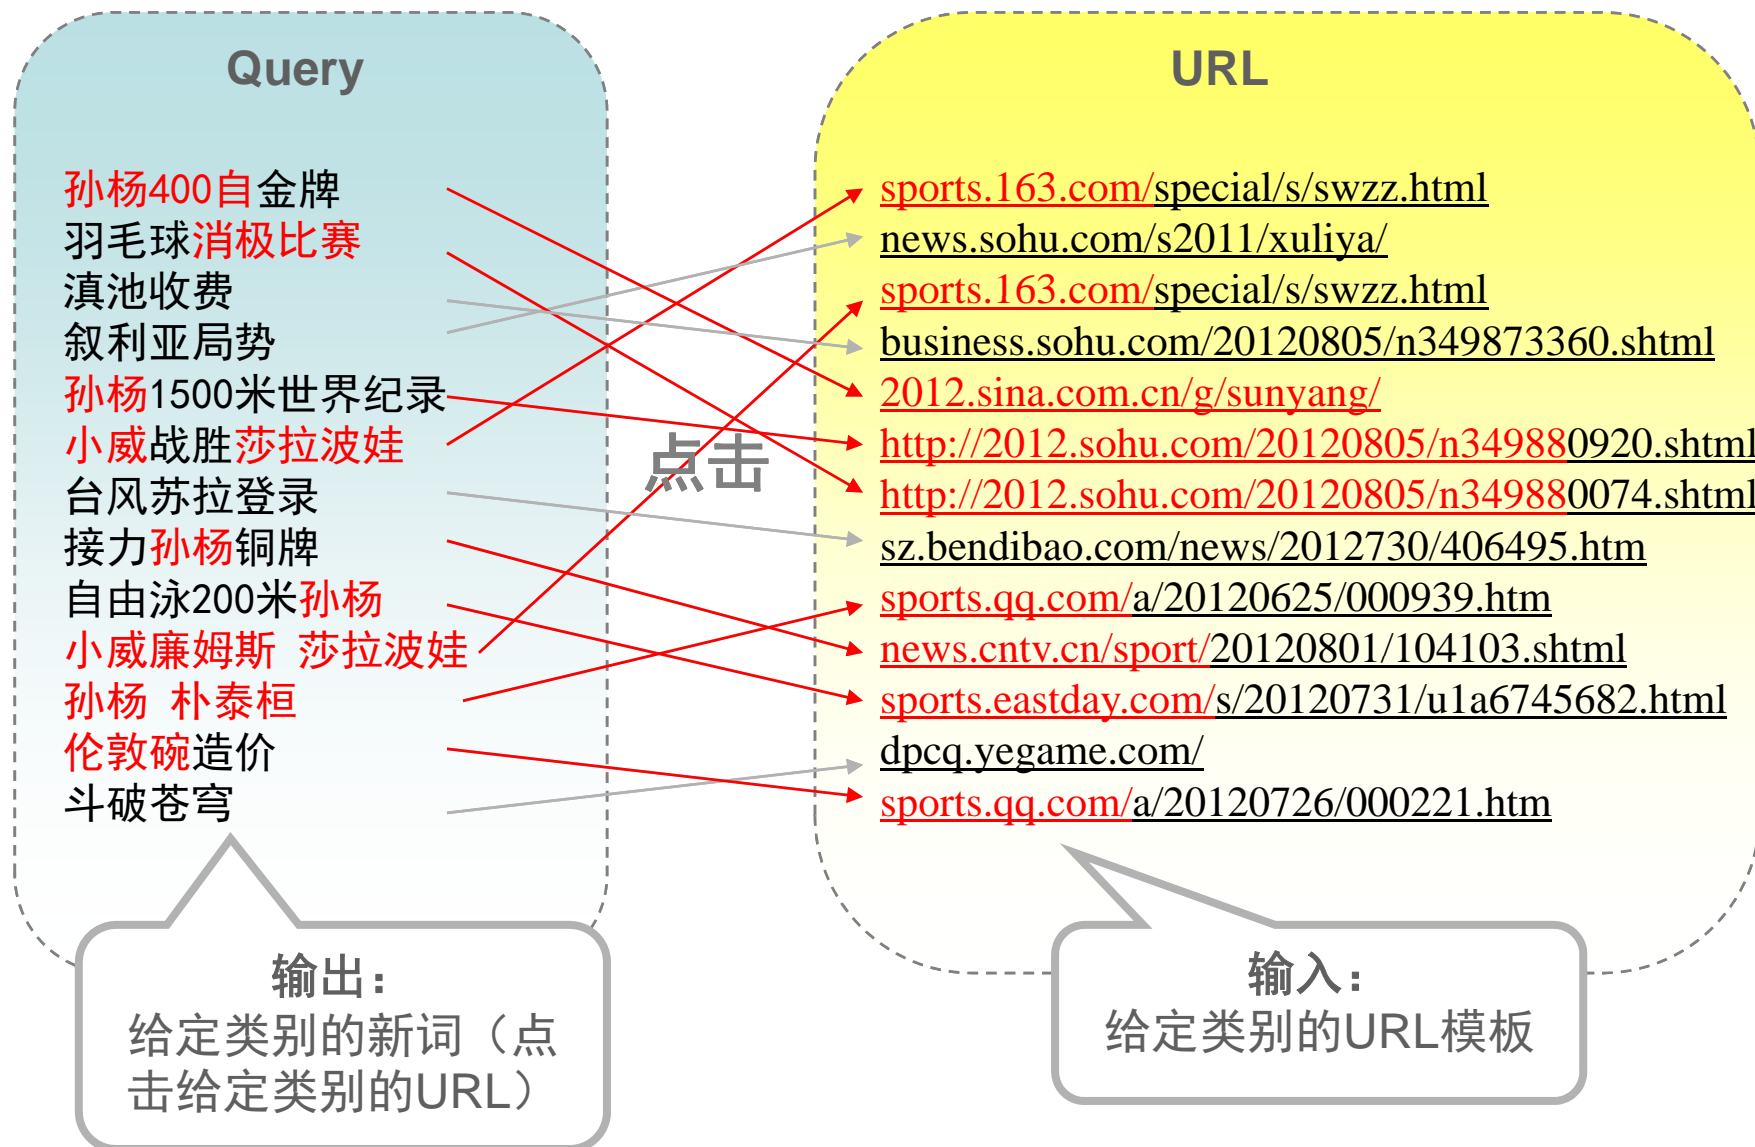 Query
孙杨400自金牌
羽毛球消极比赛
滇池收费
叙利亚局势
孙杨1500米世界纪录
小威战胜莎拉波娃
台风苏拉登录
接力孙杨铜牌
自由泳200米孙杨
小威廉姆斯 莎拉波娃
孙杨 朴泰桓
伦敦碗造价
斗破苍穹
点击
URL
sports.163.com/special/s/swzz.html
news.sohu.com/s2011/xuliya/
sports.163.com/special/s/swzz.html
business.sohu.com/20120805/n349873360.shtml
2012.sina.com.cn/g/sunyang/
http://2012.sohu.com/20120805/n349880920.shtml
http://2012.sohu.com/20120805/n349880074.shtml
sz.bendibao.com/news/2012730/406495.htm
sports.qq.com/a/20120625/000939.htm
news.cntv.cn/sport/20120801/104103.shtml
sports.eastday.com/s/20120731/u1a6745682.html
dpcq.yegame.com/
sports.qq.com/a/20120726/000221.htm
输出：
给定类别的新词（点
击给定类别的URL）
输入：
给定类别的URL模板